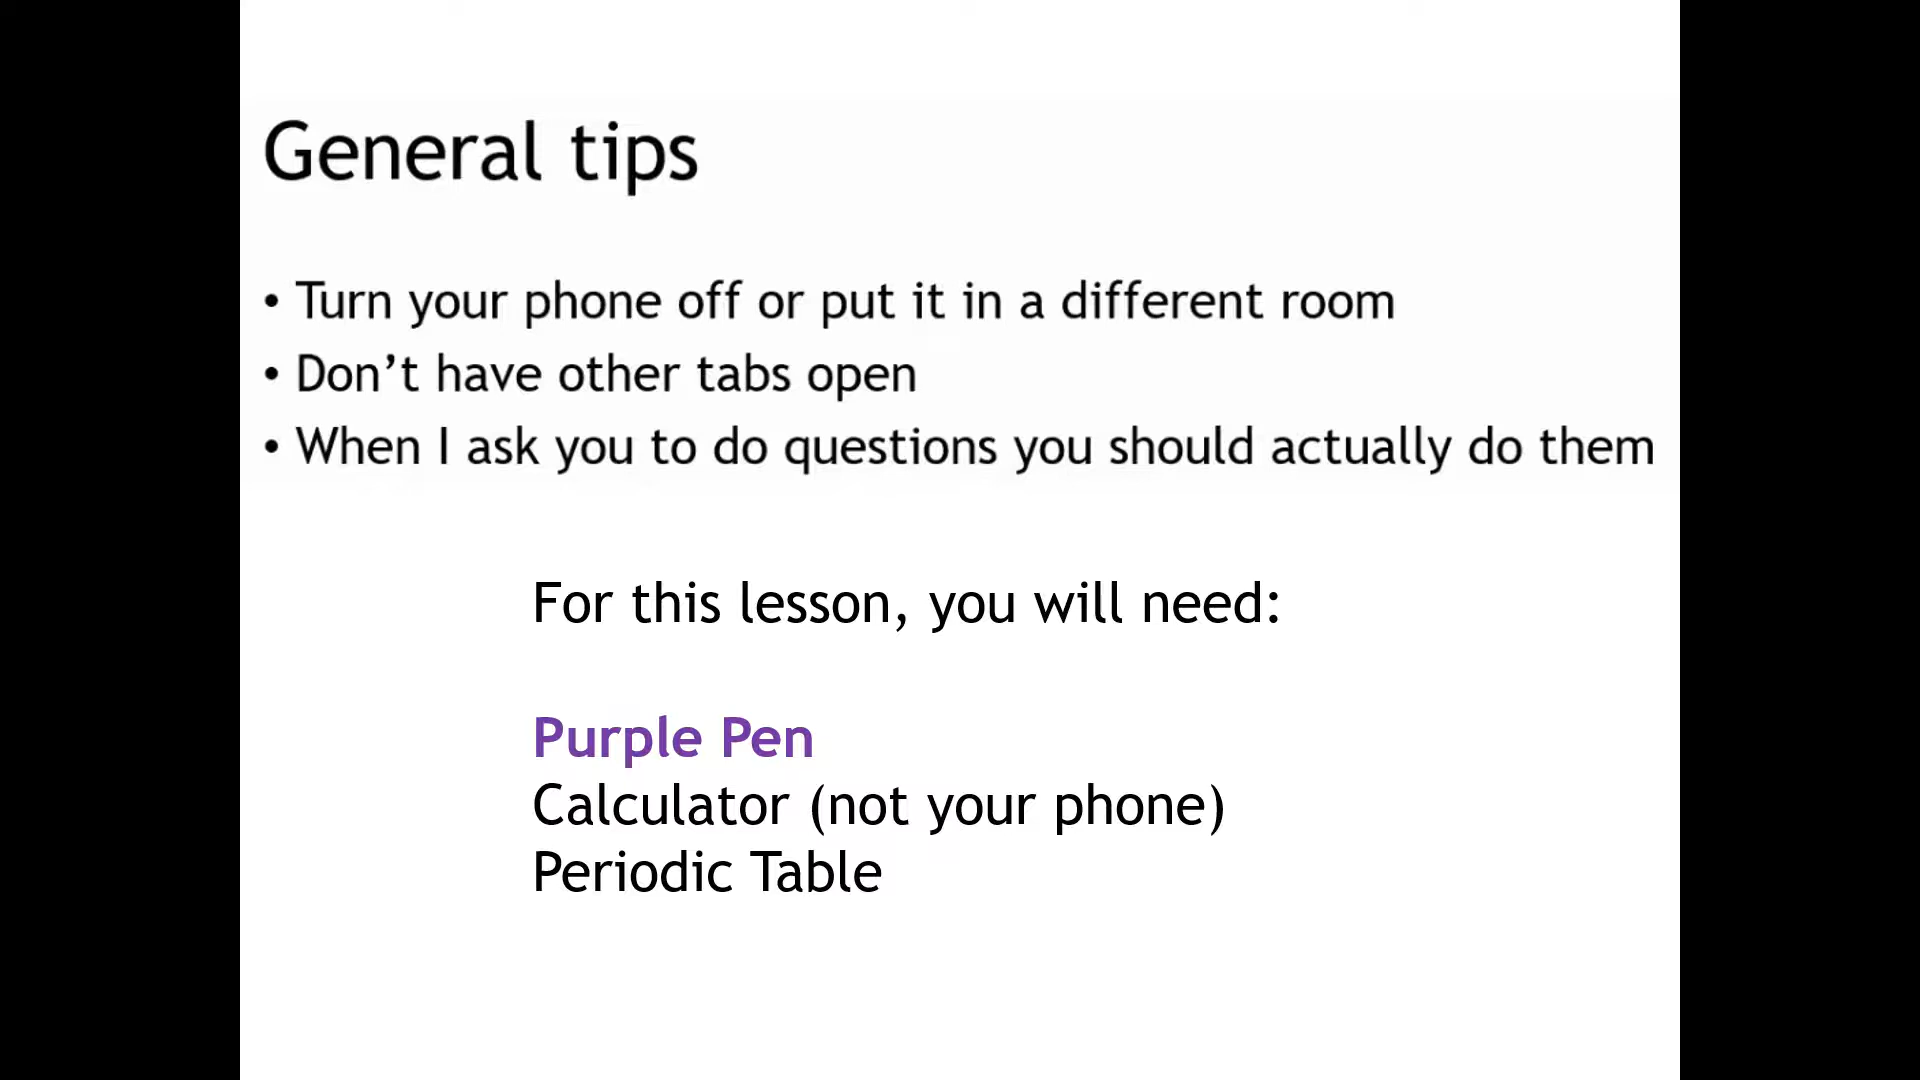 General tips
• Turn your phone off or put it in a different room
• Don’t have other tabs open
• When I ask you to do questions you should actually do them
For this lesson, you will need:
Purple Pen
Calculator (not your phone)
Periodic Table